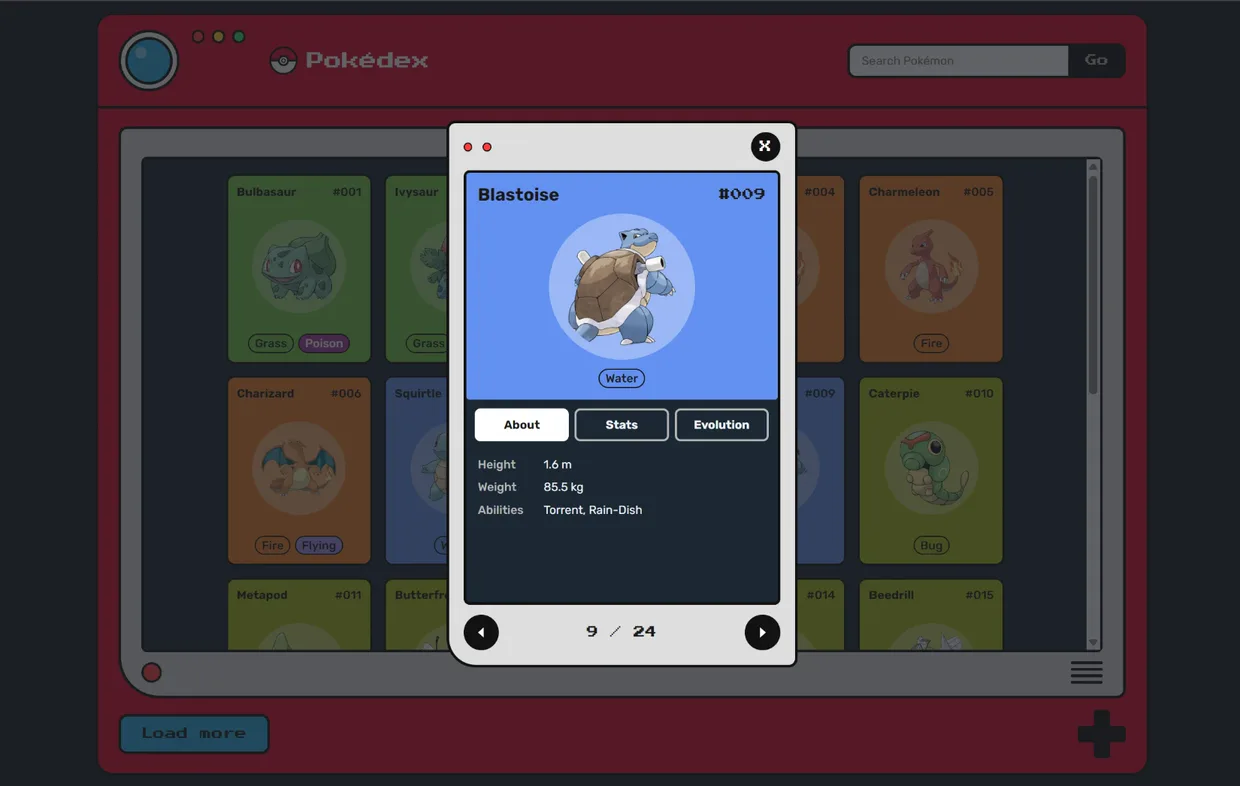 Pokédex
Search Pokémon
Go
X
Blastoise #009
Water
About Stats Evolution
Height 1.6 m
Weight 85.5 kg
Abilities Torrent, Rain-Dish
9 / 24
Bulbasaur #001
Grass Poison
Ivysaur
Grass
#004
Charmeleon #005
Fire
Charizard #006
Fire Flying
Squirtle
#009
Caterpie #010
Bug
Metapod #011
#014
Beedrill #015
Load more